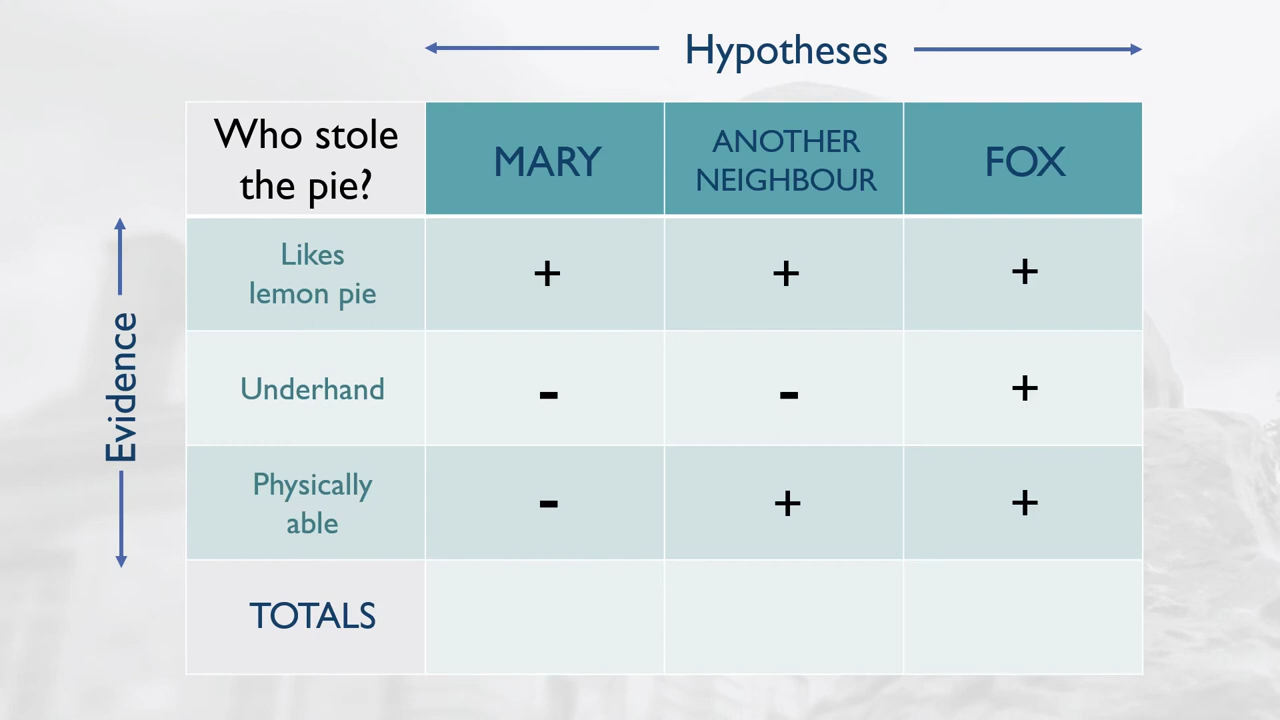 Hypotheses
Who stole
the pie?
MARY
ANOTHER
NEIGHBOUR
FOX
Evidence
Likes
lemon pie
+
+
+
Underhand
-
-
+
Physically
able
-
+
+
TOTALS